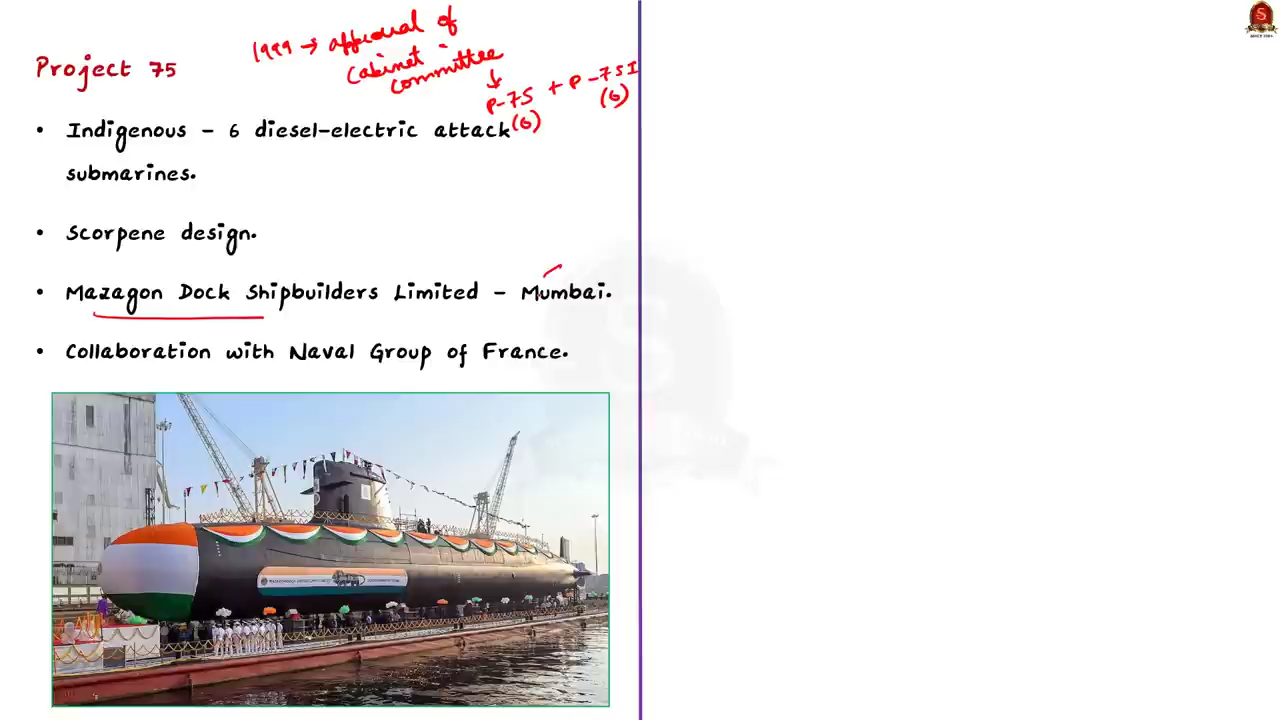 1999 → approval of
Cabinet
committee
↓
P-75 + P-75I
(6) (6)
Project 75
• Indigenous - 6 diesel-electric attack
submarines.
• Scorpene design.
• Mazagon Dock Shipbuilders Limited - Mumbai.
• Collaboration with Naval Group of France.
S